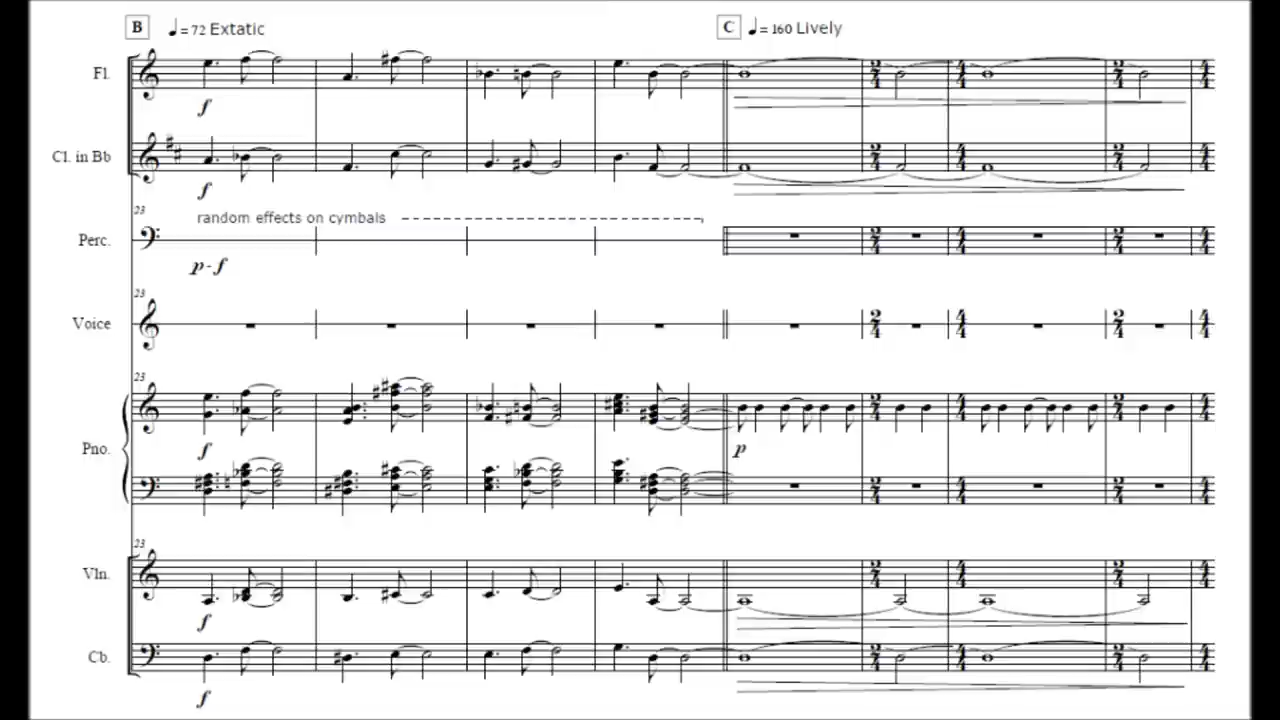 B ♩= 72 Extatic C ♩= 160 Lively
Fl.
f
Cl. in Bb
f
23
random effects on cymbals
Perc.
p - f
23
Voice
23
Pno.
f p
23
Vln.
f
Cb.
f